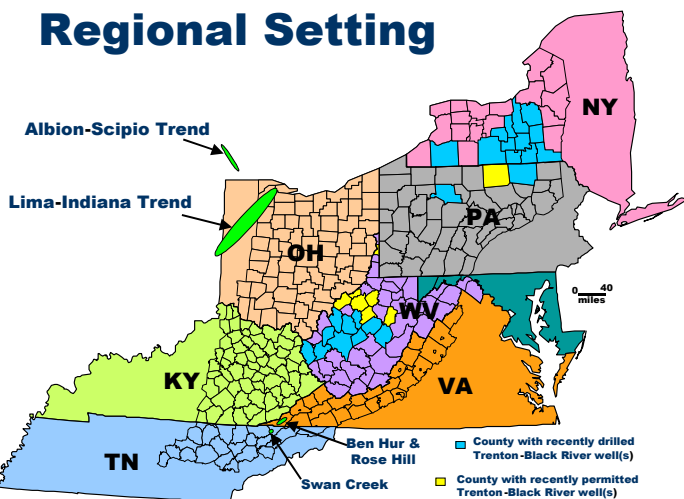 Regional Setting
NY
Albion-Scipio Trend
Lima-Indiana Trend
PA
OH
0 40
miles
WV
KY
VA
Ben Hur &
Rose Hill
TN
Swan Creek
County with recently drilled
Trenton-Black River well(s)
County with recently permitted
Trenton-Black River well(s)